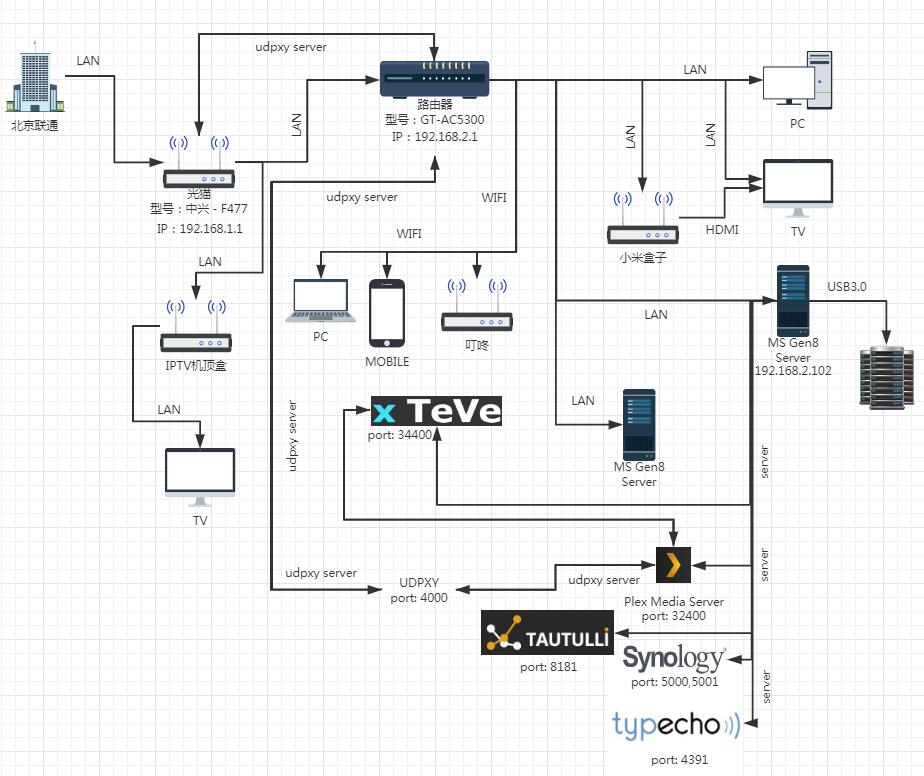 udpxy server
LAN
北京联通
LAN
路由器
型号：GT-AC5300
IP：192.168.2.1
LAN
PC
LAN
LAN
光猫
型号：中兴－F477
IP：192.168.1.1
udpxy server
WIFI
HDMI
TV
小米盒子
WIFI
LAN
IPTV机顶盒
PC
MOBILE
叮咚
LAN
USB3.0
MS Gen8
Server
192.168.2.102
LAN
TV
udpxy server
x TeVe
port: 34400
LAN
MS Gen8
Server
server
udpxy server
UDPXY
port: 4000
udpxy server
server
Plex Media Server
port: 32400
TAUTULLI
port: 8181
Synology
port: 5000,5001
server
typecho
port: 4391